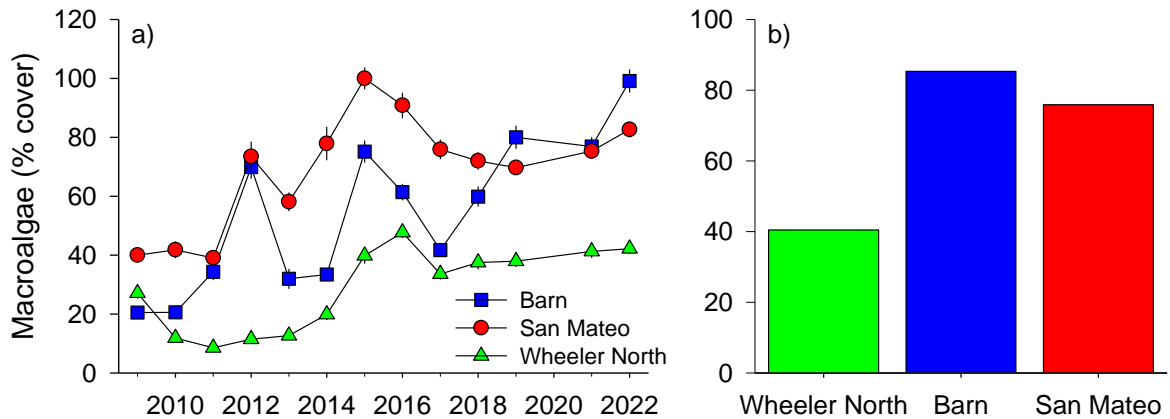 Macroalgae (% cover)
120
100
80
60
40
20
0
a)
Barn
San Mateo
Wheeler North
2010 2012 2014 2016 2018 2020 2022
100
80
60
40
20
0
b)
Wheeler North Barn San Mateo